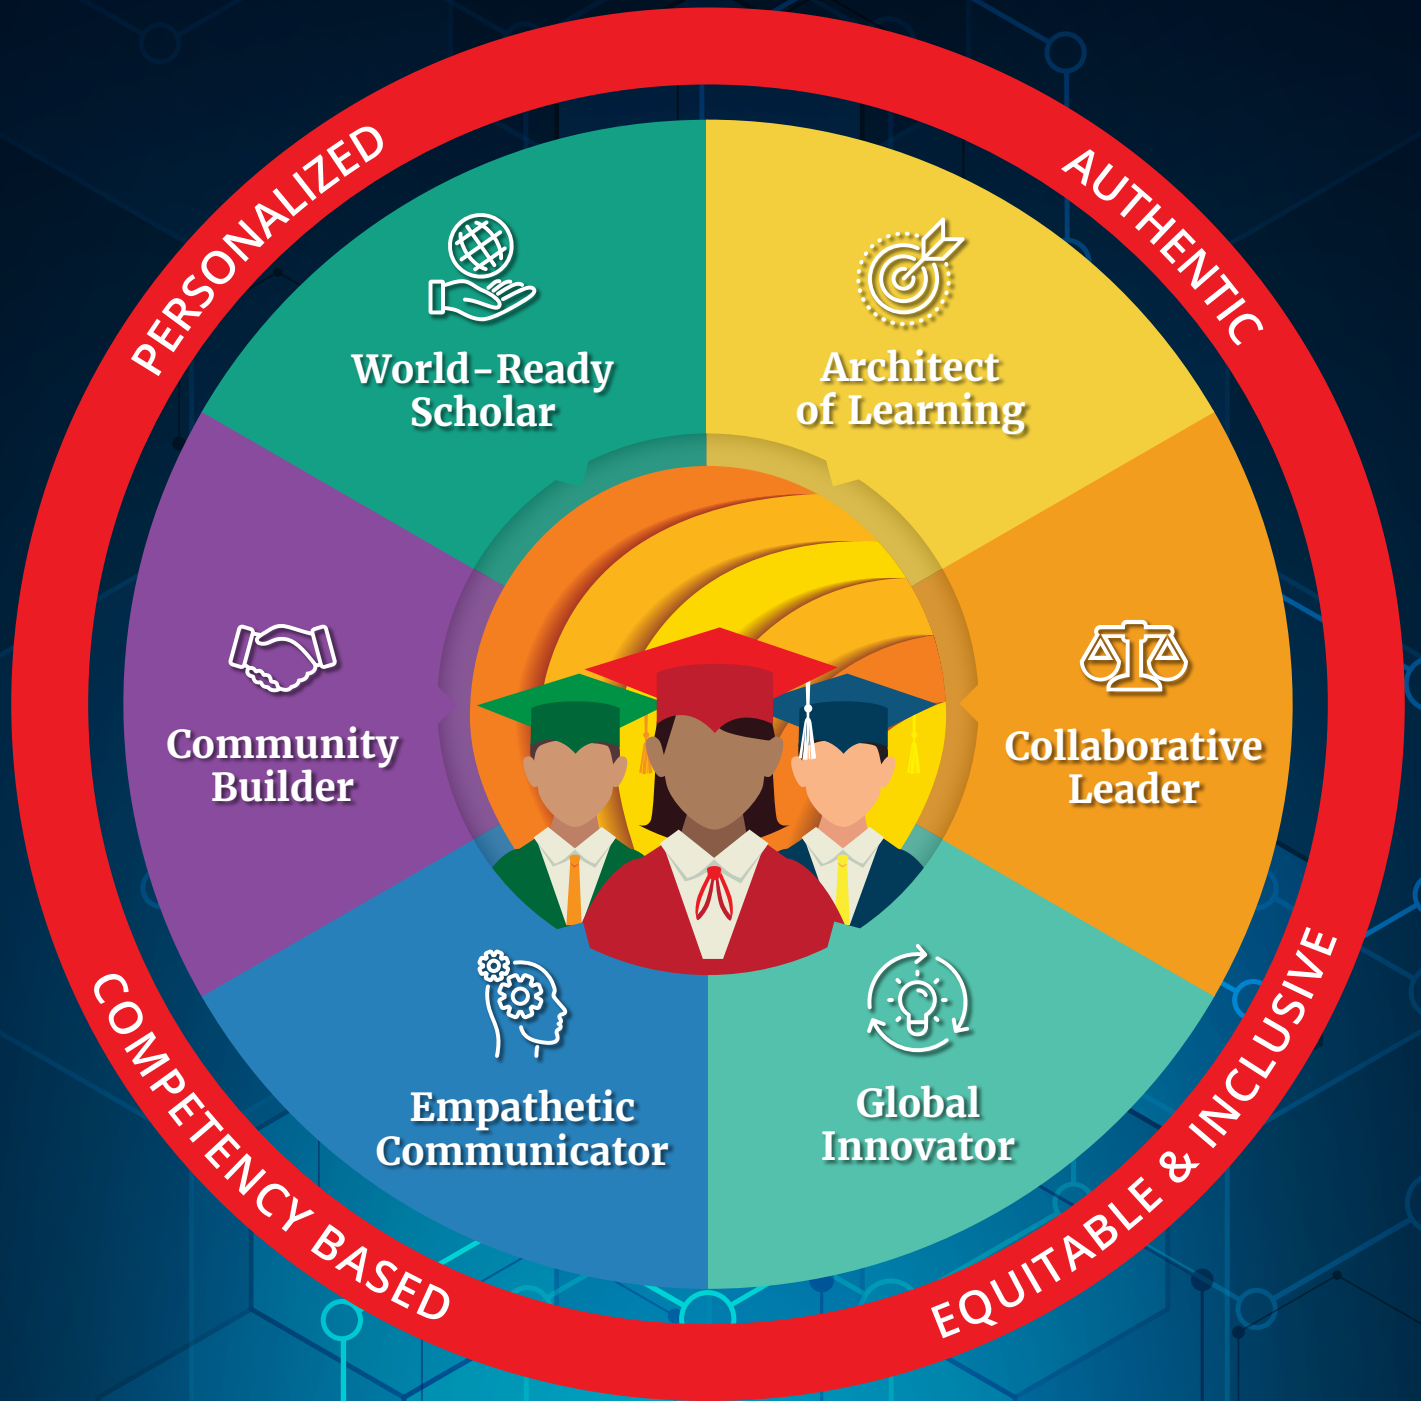 PERSONALIZED
AUTHENTIC
World-Ready
Scholar
Architect
of Learning
Community
Builder
Collaborative
Leader
Empathetic
Communicator
Global
Innovator
COMPETENCY BASED
EQUITABLE & INCLUSIVE